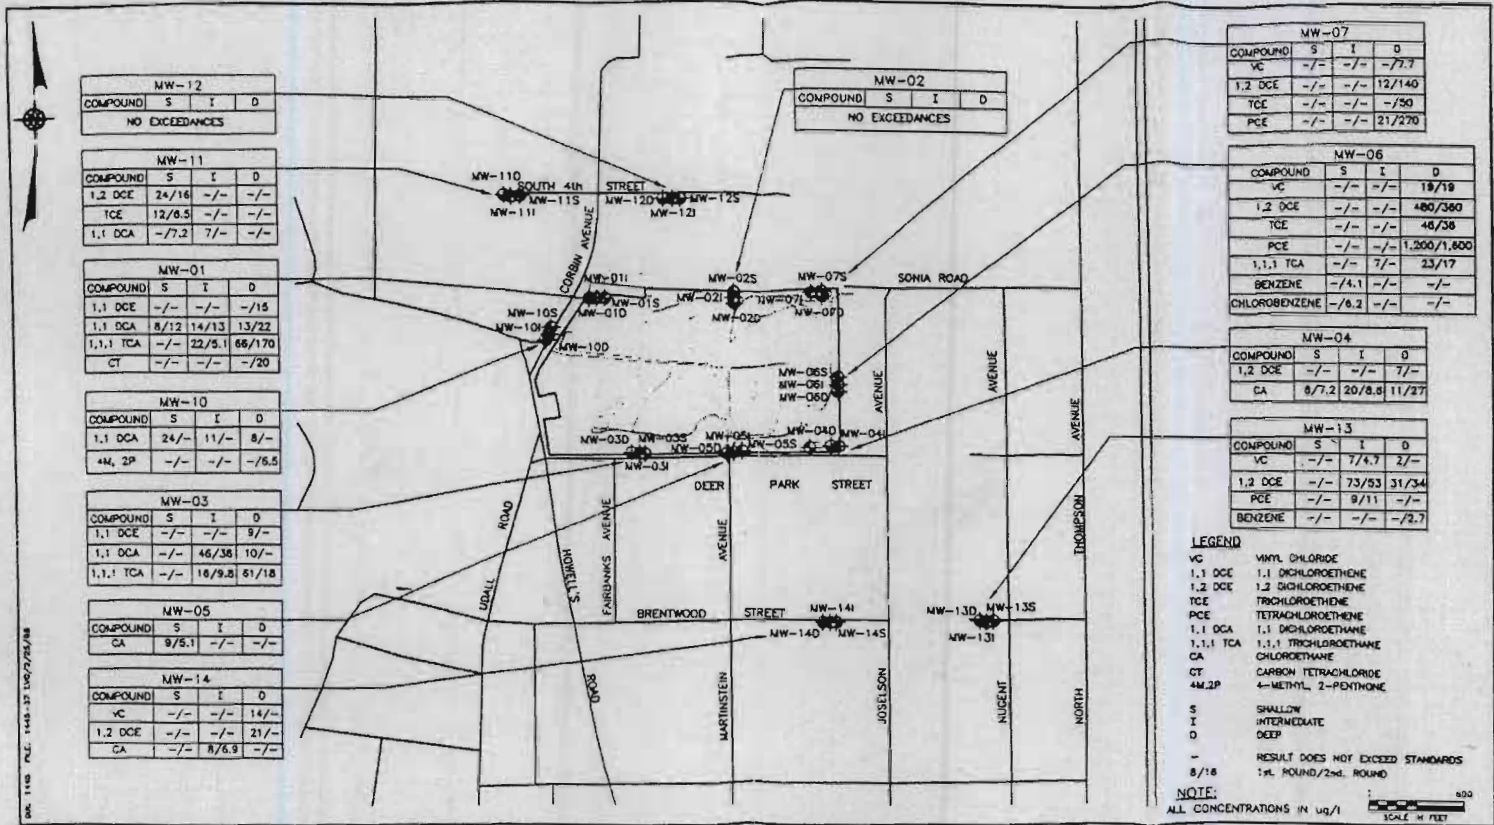 MW-12
COMPOUND S I D
NO EXCEEDANCES
MW-11
COMPOUND S I D
1,2 DCE 24/16 -/- -/-
TCE 12/6.5 -/- -/-
1,1 DCA -/7.2 7/- -/-
MW-01
COMPOUND S I D
1,1 DCE -/- -/- -/15
1,1 DCA 8/12 14/13 13/22
1,1,1 TCA -/- 22/5.1 66/170
CT -/- -/- -/20
MW-10
COMPOUND S I D
1,1 DCA 24/- 11/- 8/-
4M, 2P -/- -/- -/6.5
MW-03
COMPOUND S I D
1,1 DCE -/- -/- 9/-
1,1 DCA -/- 46/38 10/-
1,1,1 TCA -/- 16/9.8 61/18
MW-05
COMPOUND S I D
CA 9/5.1 -/- -/-
MW-14
COMPOUND S I D
VC -/- -/- 14/-
1,2 DCE -/- -/- 21/-
CA -/- 8/6.9 -/-
MW-02
COMPOUND S I D
NO EXCEEDANCES
MW-07
COMPOUND S I D
VC -/- -/- -/7.7
1,2 DCE -/- -/- 12/140
TCE -/- -/- -/50
PCE -/- -/- 21/270
MW-06
COMPOUND S I D
VC -/- -/- 19/19
1,2 DCE -/- -/- 480/360
TCE -/- -/- 46/36
PCE -/- -/- 1,200/1,600
1,1,1 TCA -/- 7/- 23/17
BENZENE -/4.1 -/- -/-
CHLOROBENZENE -/6.2 -/- -/-
MW-04
COMPOUND S I D
1,2 DCE -/- -/- 7/-
CA 8/7.2 20/8.8 11/27
MW-13
COMPOUND S I D
VC -/- 7/4.7 2/-
1,2 DCE -/- 73/53 31/34
PCE -/- 9/11 -/-
BENZENE -/- -/- -/2.7
MW-11D
SOUTH 4th STREET
MW-11S
MW-11I
MW-12D
MW-12S
MW-12I
CORBIN AVENUE
MW-01I
MW-01S
MW-01D
MW-02S
MW-02I
MW-02D
MW-07S
MW-07I
MW-07D
SONIA ROAD
MW-10S
MW-10I
MW-10D
MW-06S
MW-06I
MW-06D
AVENUE
AVENUE
AVENUE
MW-03D
MW-03S
MW-03I
MW-05I
MW-05D
MW-05S
MW-04D
MW-04I
DEER PARK STREET
UDALL ROAD
HOWELL'S ROAD
FAIRBANKS AVENUE
AVENUE
THOMPSON
BRENTWOOD STREET
MW-14I
MW-14D
MW-14S
MW-13D
MW-13S
MW-13I
MARTINSTEIN
JOSELSON
NUGENT
NORTH
LEGEND
VC VINYL CHLORIDE
1,1 DCE 1,1 DICHLOROETHENE
1,2 DCE 1,2 DICHLOROETHENE
TCE TRICHLOROETHENE
PCE TETRACHLOROETHENE
1,1 DCA 1,1 DICHLOROETHANE
1,1,1 TCA 1,1,1 TRICHLOROETHANE
CA CHLOROETHANE
CT CARBON TETRACHLORIDE
4M,2P 4-METHYL, 2-PENTHONE
S SHALLOW
I INTERMEDIATE
D DEEP
- RESULT DOES NOT EXCEED STANDARDS
8/16 1st. ROUND/2nd. ROUND
NOTE:
ALL CONCENTRATIONS IN ug/l
600
SCALE IN FEET